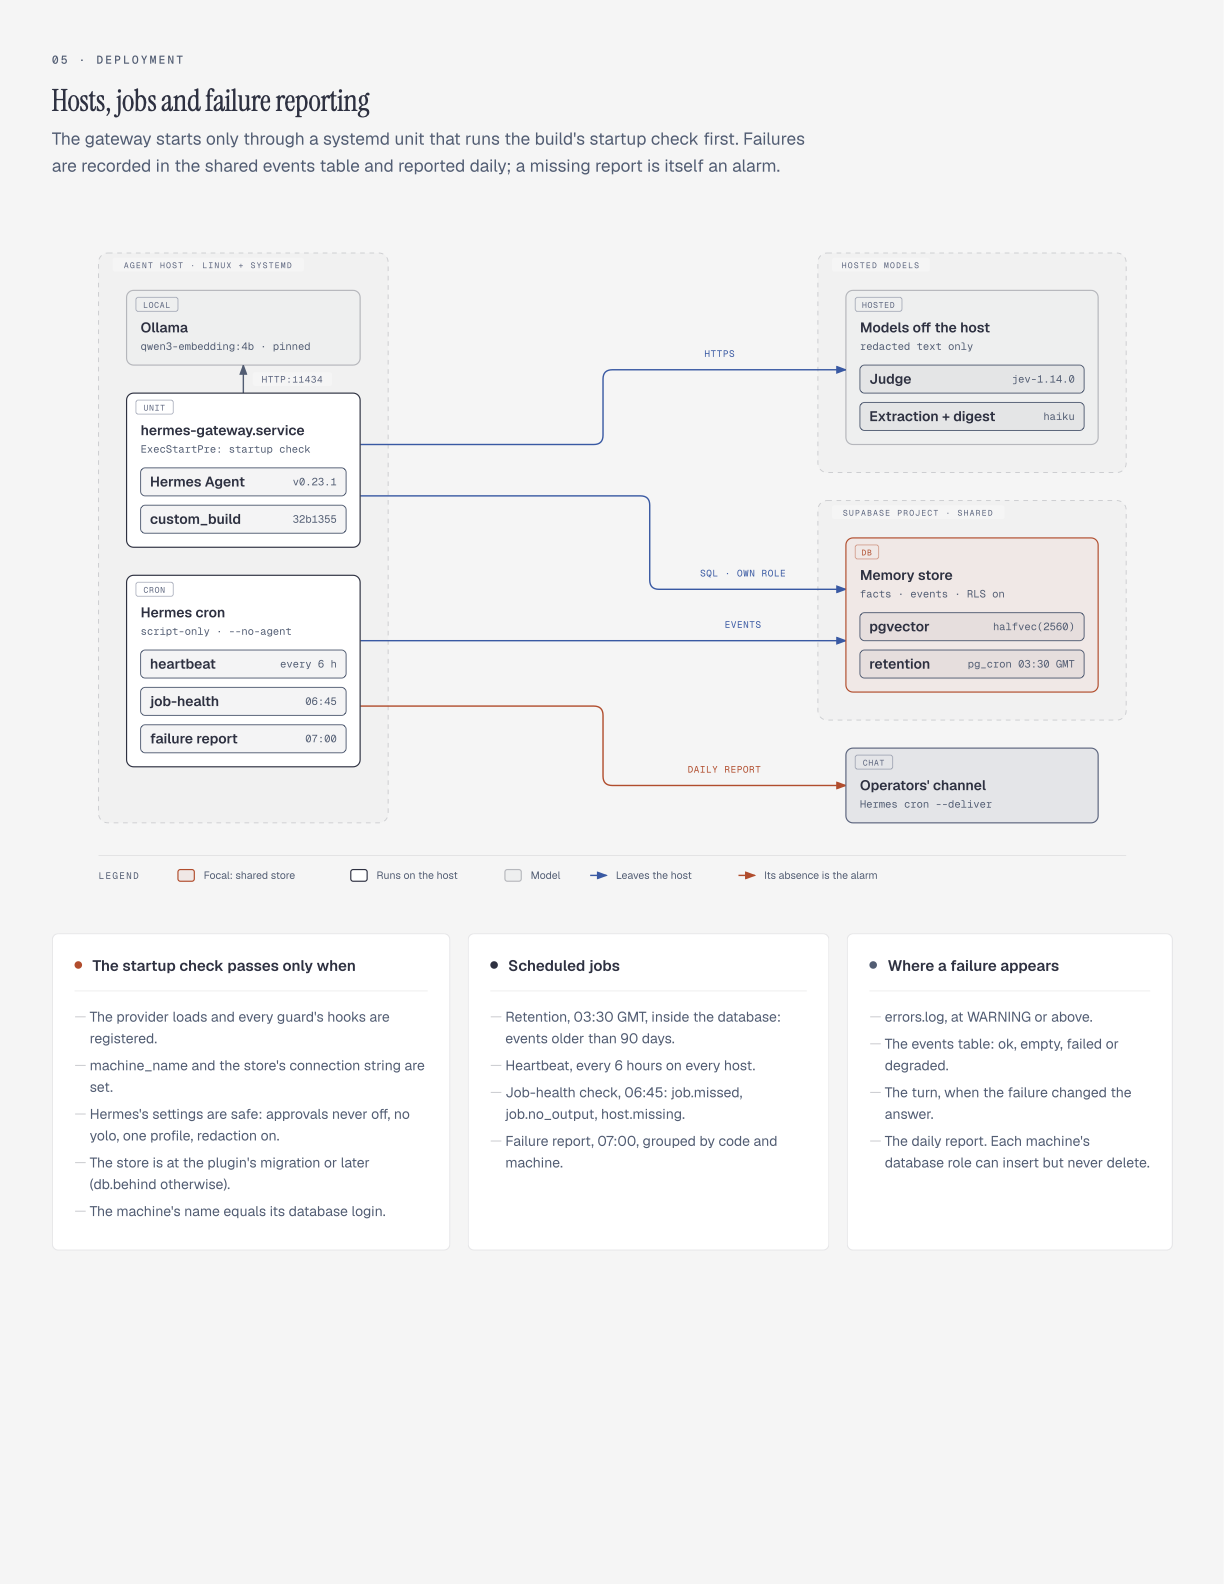 05 · DEPLOYMENT
Hosts, jobs and failure reporting
The gateway starts only through a systemd unit that runs the build's startup check first. Failures
are recorded in the shared events table and reported daily; a missing report is itself an alarm.
AGENT HOST · LINUX + SYSTEMD
LOCAL
Ollama
qwen3-embedding:4b · pinned
HTTP:11434
UNIT
hermes-gateway.service
ExecStartPre: startup check
Hermes Agent v0.23.1
custom_build 32b1355
CRON
Hermes cron
script-only · --no-agent
heartbeat every 6 h
job-health 06:45
failure report 07:00
HTTPS
SQL · OWN ROLE
EVENTS
DAILY REPORT
HOSTED MODELS
HOSTED
Models off the host
redacted text only
Judge jev-1.14.0
Extraction + digest haiku
SUPABASE PROJECT · SHARED
DB
Memory store
facts · events · RLS on
pgvector halfvec(2560)
retention pg_cron 03:30 GMT
CHAT
Operators' channel
Hermes cron --deliver
LEGEND Focal: shared store Runs on the host Model Leaves the host Its absence is the alarm
The startup check passes only when
— The provider loads and every guard's hooks are
registered.
— machine_name and the store's connection string are
set.
— Hermes's settings are safe: approvals never off, no
yolo, one profile, redaction on.
— The store is at the plugin's migration or later
(db.behind otherwise).
— The machine's name equals its database login.
Scheduled jobs
— Retention, 03:30 GMT, inside the database:
events older than 90 days.
— Heartbeat, every 6 hours on every host.
— Job-health check, 06:45: job.missed,
job.no_output, host.missing.
— Failure report, 07:00, grouped by code and
machine.
Where a failure appears
— errors.log, at WARNING or above.
— The events table: ok, empty, failed or
degraded.
— The turn, when the failure changed the
answer.
— The daily report. Each machine's
database role can insert but never delete.